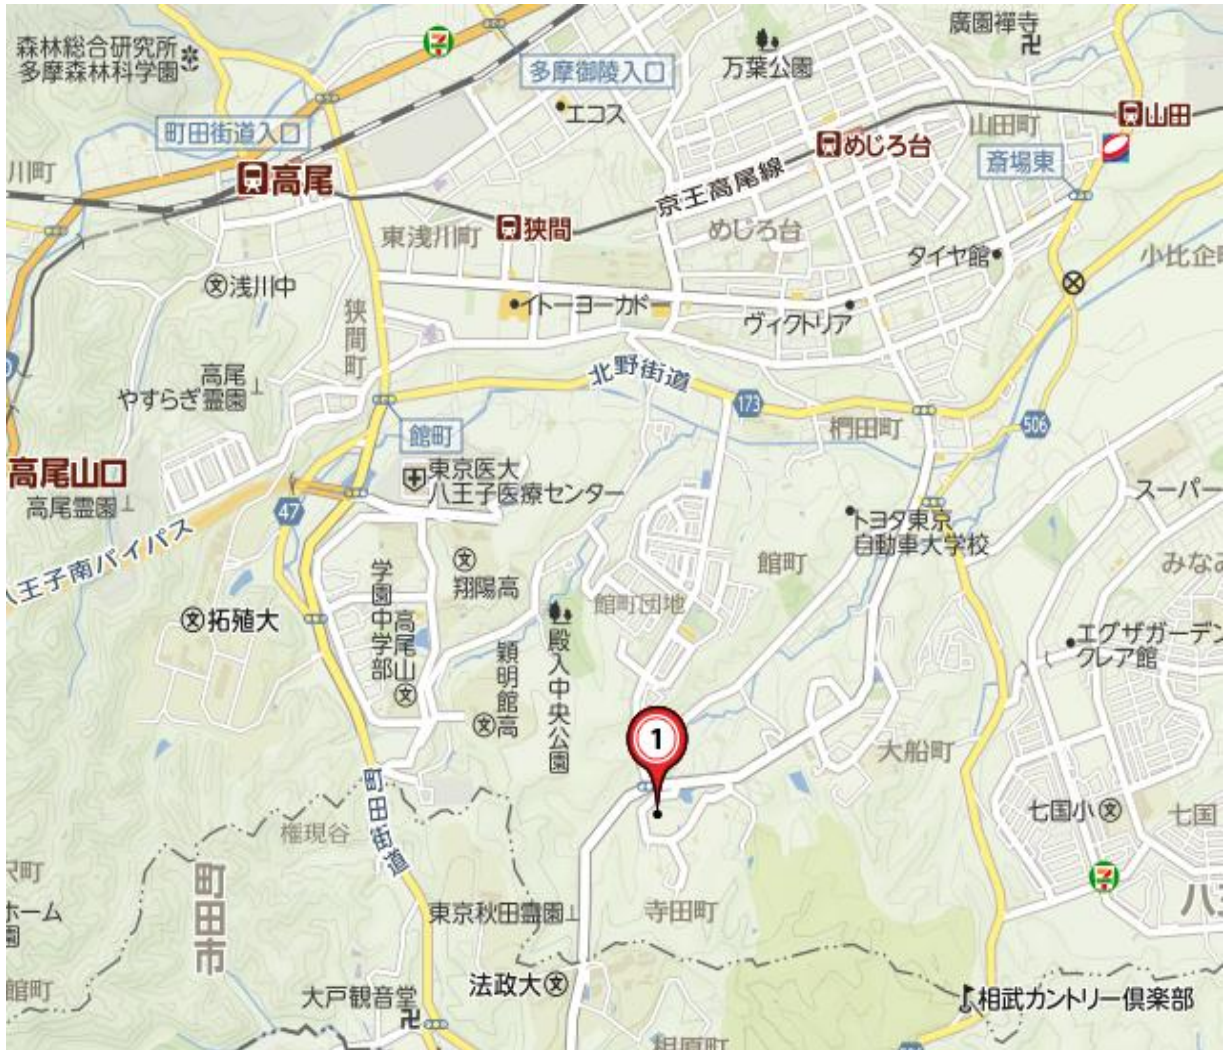 森林総合研究所
多摩森林科学園
7
多摩御陵入口
万葉公園
廣園禅寺
町田街道入口
エコス
山田町
山田
めじろ台
斎場東
川町
高尾
京王高尾線
狭間
東浅川町
めじろ台
タイヤ館
小比企
浅川中
狭間町
イトーヨーカドー
ヴィクトリア
高尾
やすらぎ霊園
北野街道
173
椚田町
506
館町
高尾山口
高尾霊園
東京医大
八王子医療センター
47
八王子南バイパス
スーパー
トヨタ東京
自動車大学校
館町
みなみ
学園中学部
高尾山
翔陽高
館町団地
拓殖大
穎明館高
殿入中央公園
エグザガーデン
クレア館
1
大船町
町田街道
権現谷
七国小
七国
7
町田市
ホーム
園
東京秋田霊園
寺田町
八
館町
法政大
大戸観音堂
相武カントリー倶楽部
相原町